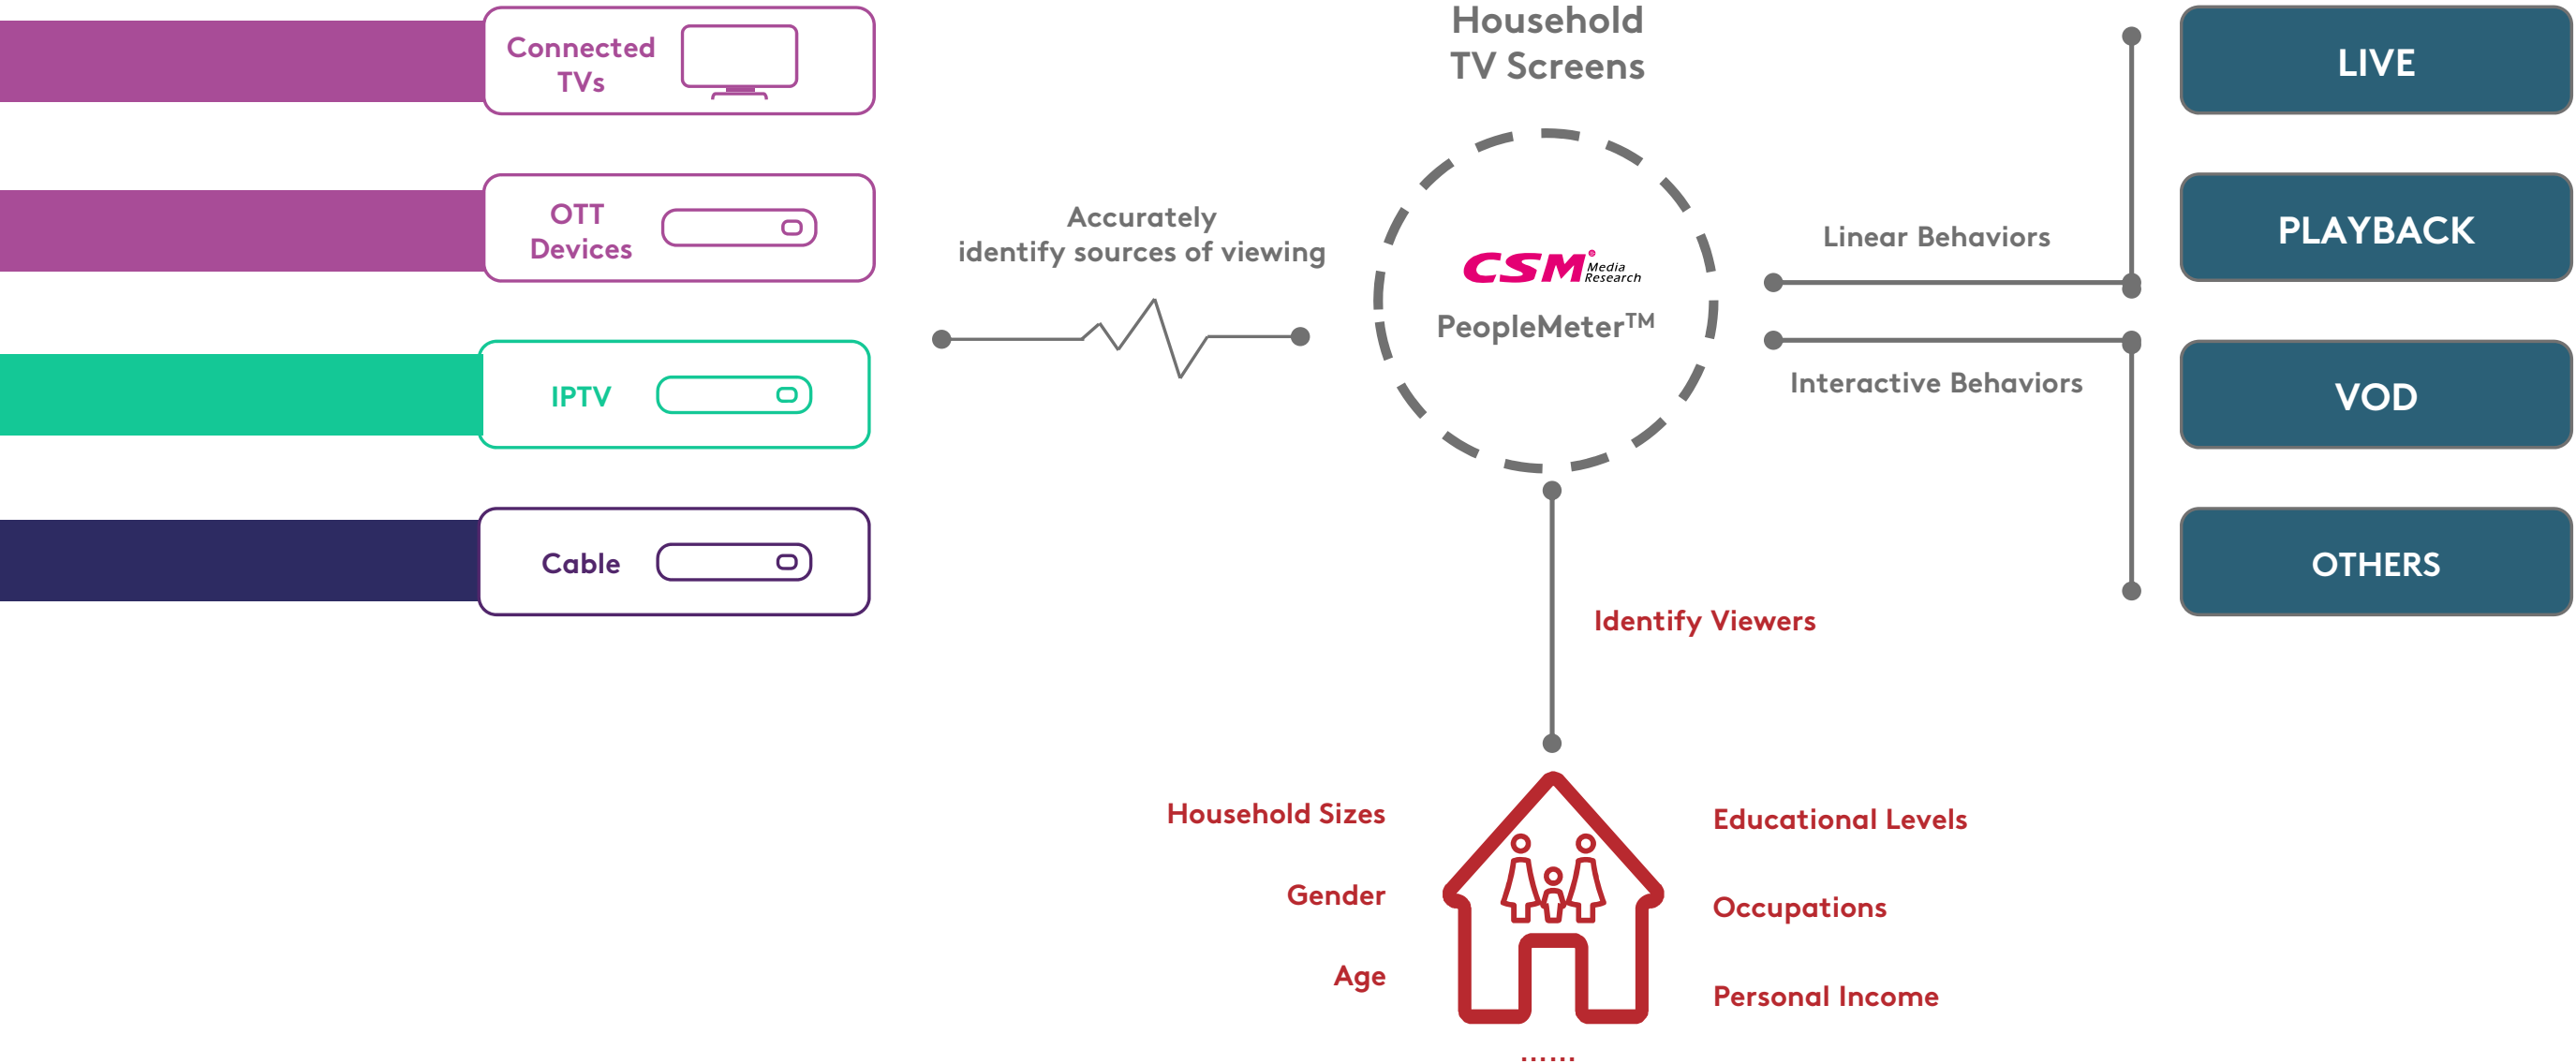 Connected
TVs
OTT
Devices
IPTV
Cable
Accurately
identify sources of viewing
Household
TV Screens
CSM® Media
Research
PeopleMeter™
Linear Behaviors
Interactive Behaviors
LIVE
PLAYBACK
VOD
OTHERS
Identify Viewers
Household Sizes
Gender
Age
Educational Levels
Occupations
Personal Income
......